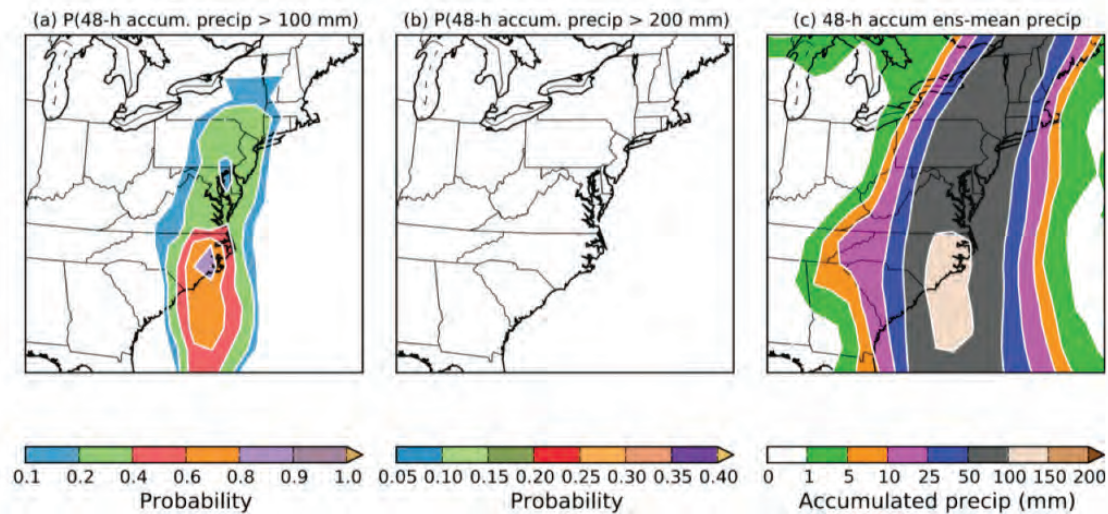 (a) P(48-h accum. precip > 100 mm)
(b) P(48-h accum. precip > 200 mm)
(c) 48-h accum ens-mean precip
0.1 0.2 0.4 0.6 0.8 0.9 1.0
Probability
0.05 0.10 0.15 0.20 0.25 0.30 0.35 0.40
Probability
0 1 5 10 25 50 100 150 200
Accumulated precip (mm)